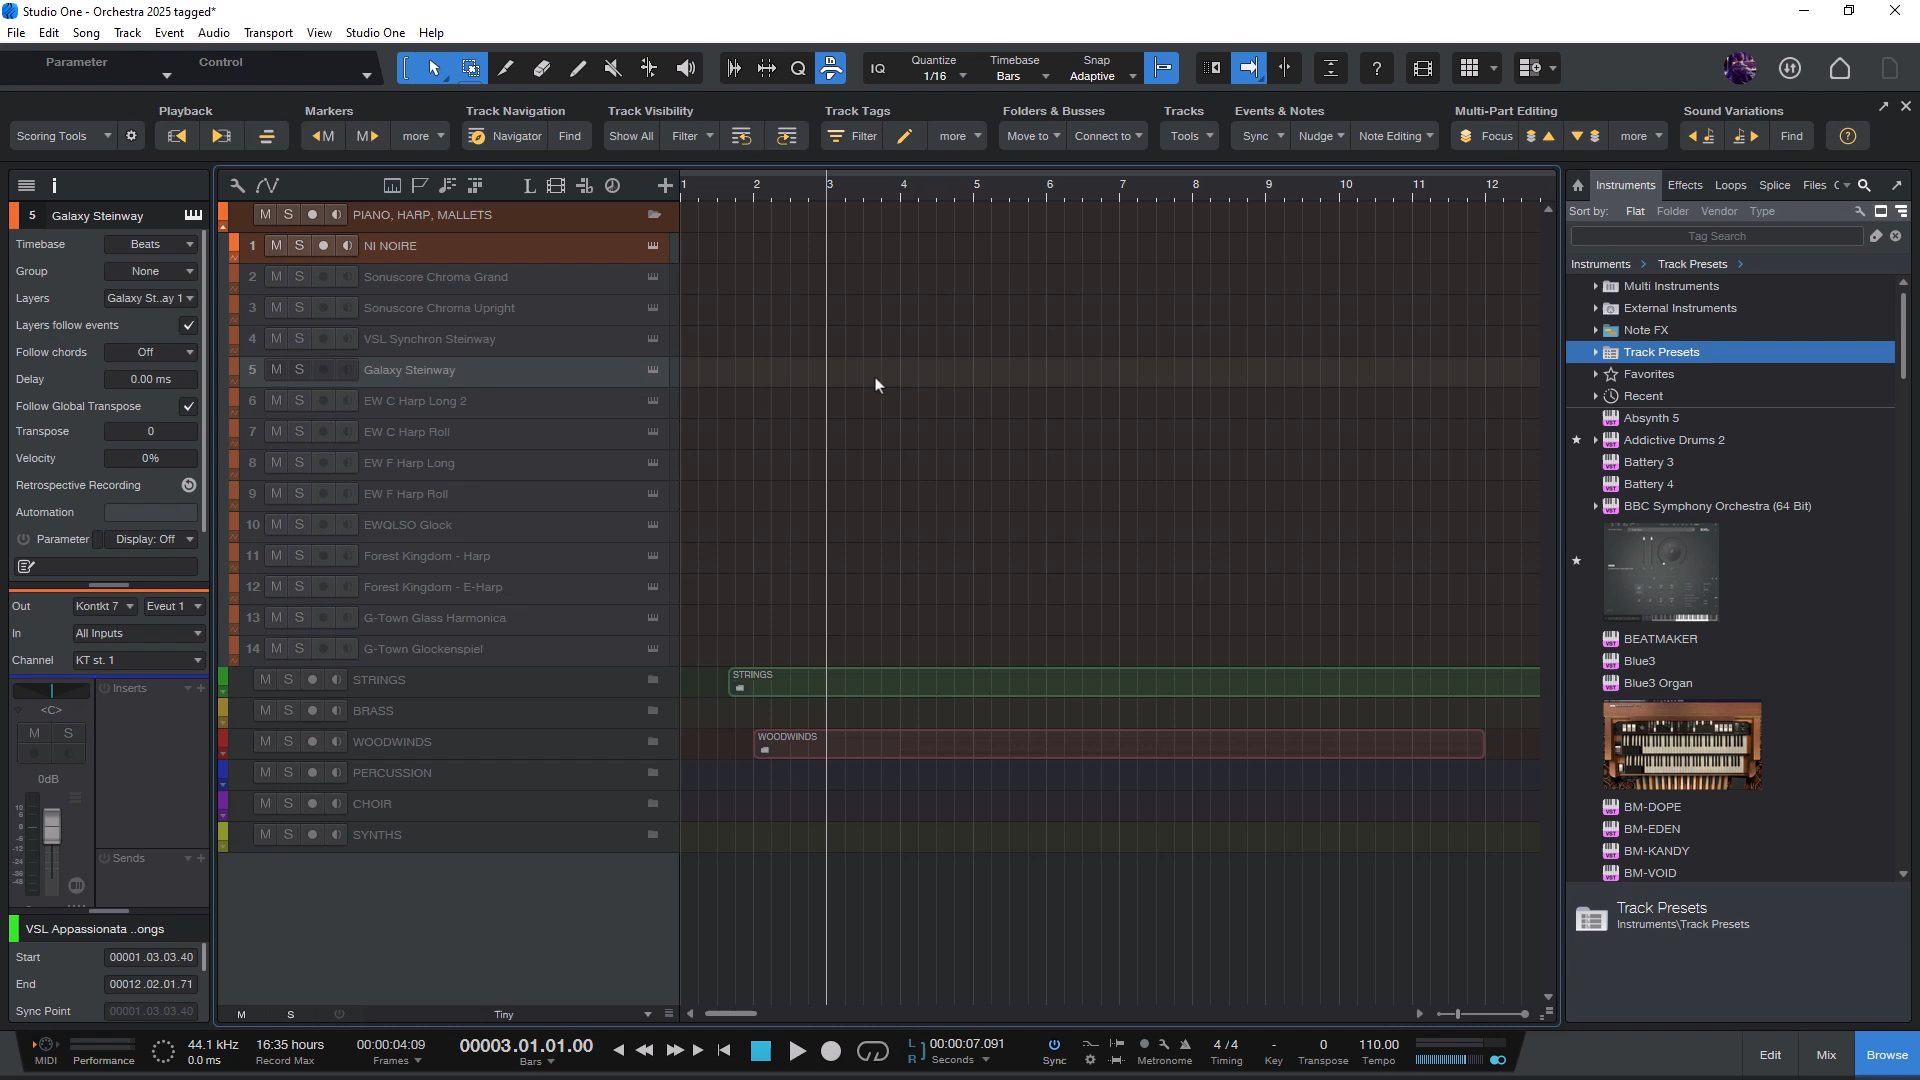 Studio One - Orchestra 2025 tagged*
File Edit Song Track Event Audio Transport View Studio One Help
Parameter Control
IQ Quantize 1/16 Timebase Bars Snap Adaptive
Playback Markers Track Navigation Track Visibility Track Tags Folders & Busses Tracks Events & Notes Multi-Part Editing Sound Variations
Scoring Tools M M more Navigator Find Show All Filter Filter more Move to Connect to Tools Sync Nudge Note Editing Focus more Find
5 Galaxy Steinway
Timebase Beats
Group None
Layers Galaxy St..ay 1
Layers follow events
Follow chords Off
Delay 0.00 ms
Follow Global Transpose
Transpose 0
Velocity 0%
Retrospective Recording
Automation
Parameter Display: Off
Out Kontkt 7 Eveut 1
In All Inputs
Channel KT st. 1
Inserts
<C>
M S
0dB
Sends
VSL Appassionata ..ongs
Start 00001.03.03.40
End 00012.02.01.71
Sync Point 00001.03.03.40
1 2 3 4 5 6 7 8 9 10 11 12
M S PIANO, HARP, MALLETS
1 M S NI NOIRE
2 M S Sonuscore Chroma Grand
3 M S Sonuscore Chroma Upright
4 M S VSL Synchron Steinway
5 M S Galaxy Steinway
6 M S EW C Harp Long 2
7 M S EW C Harp Roll
8 M S EW F Harp Long
9 M S EW F Harp Roll
10 M S EWQLSO Glock
11 M S Forest Kingdom - Harp
12 M S Forest Kingdom - E-Harp
13 M S G-Town Glass Harmonica
14 M S G-Town Glockenspiel
M S STRINGS
STRINGS
M S BRASS
M S WOODWINDS
WOODWINDS
M S PERCUSSION
M S CHOIR
M S SYNTHS
M S Tiny
Instruments Effects Loops Splice Files C
Sort by: Flat Folder Vendor Type
Tag Search
Instruments Track Presets
Multi Instruments
External Instruments
Note FX
Track Presets
Favorites
Recent
Absynth 5
Addictive Drums 2
Battery 3
Battery 4
BBC Symphony Orchestra (64 Bit)
BEATMAKER
Blue3
Blue3 Organ
BM-DOPE
BM-EDEN
BM-KANDY
BM-VOID
Track Presets
Instruments\Track Presets
MIDI Performance
44.1 kHz
0.0 ms
16:35 hours
Record Max
00:00:04:09
Frames
00003.01.01.00
Bars
L
R
00:00:07.091
Seconds
Sync
Metronome
Timing
4 / 4
Key
-
Transpose
0
Tempo
110.00
Edit Mix Browse